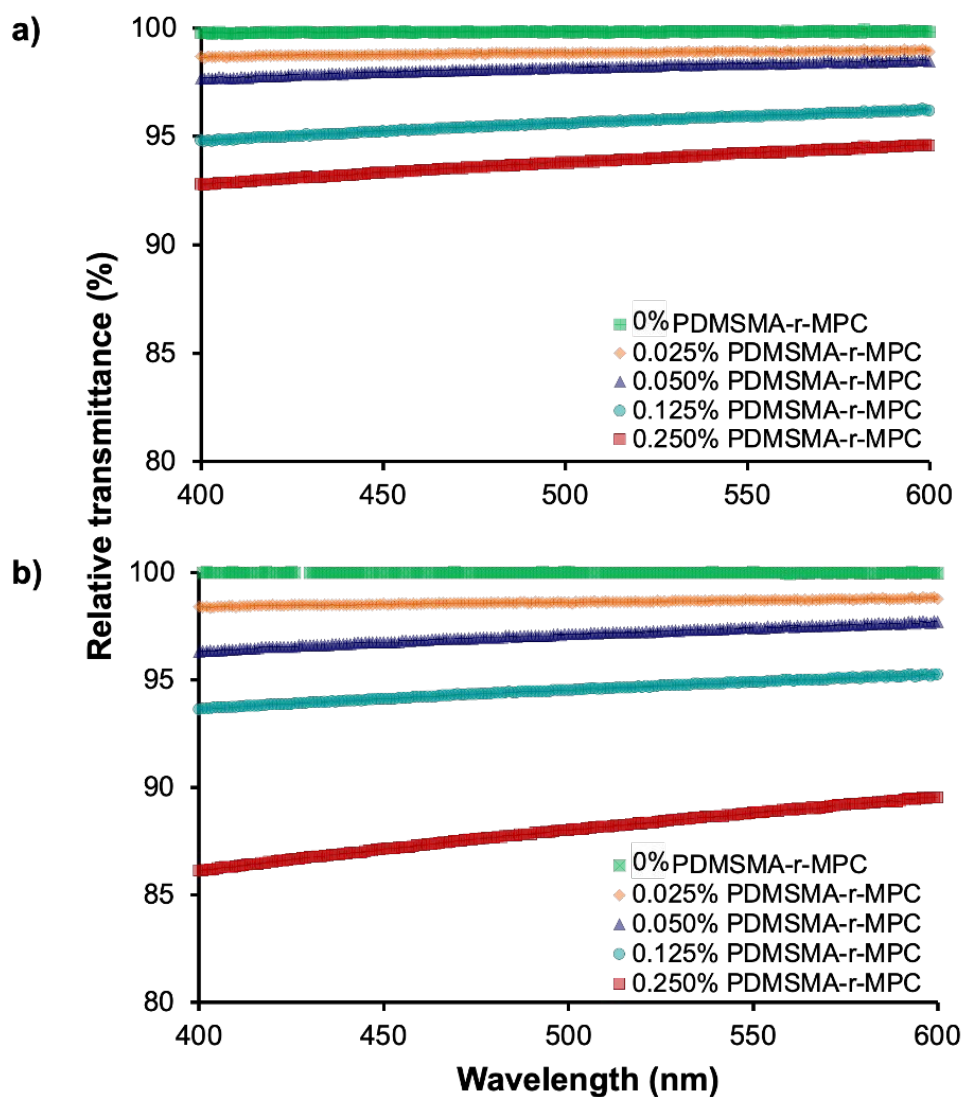 a)
100
95
90
85
80
400 450 500 550 600
0% PDMSMA-r-MPC
0.025% PDMSMA-r-MPC
0.050% PDMSMA-r-MPC
0.125% PDMSMA-r-MPC
0.250% PDMSMA-r-MPC
Relative transmittance (%)
b)
100
95
90
85
80
400 450 500 550 600
0% PDMSMA-r-MPC
0.025% PDMSMA-r-MPC
0.050% PDMSMA-r-MPC
0.125% PDMSMA-r-MPC
0.250% PDMSMA-r-MPC
Wavelength (nm)